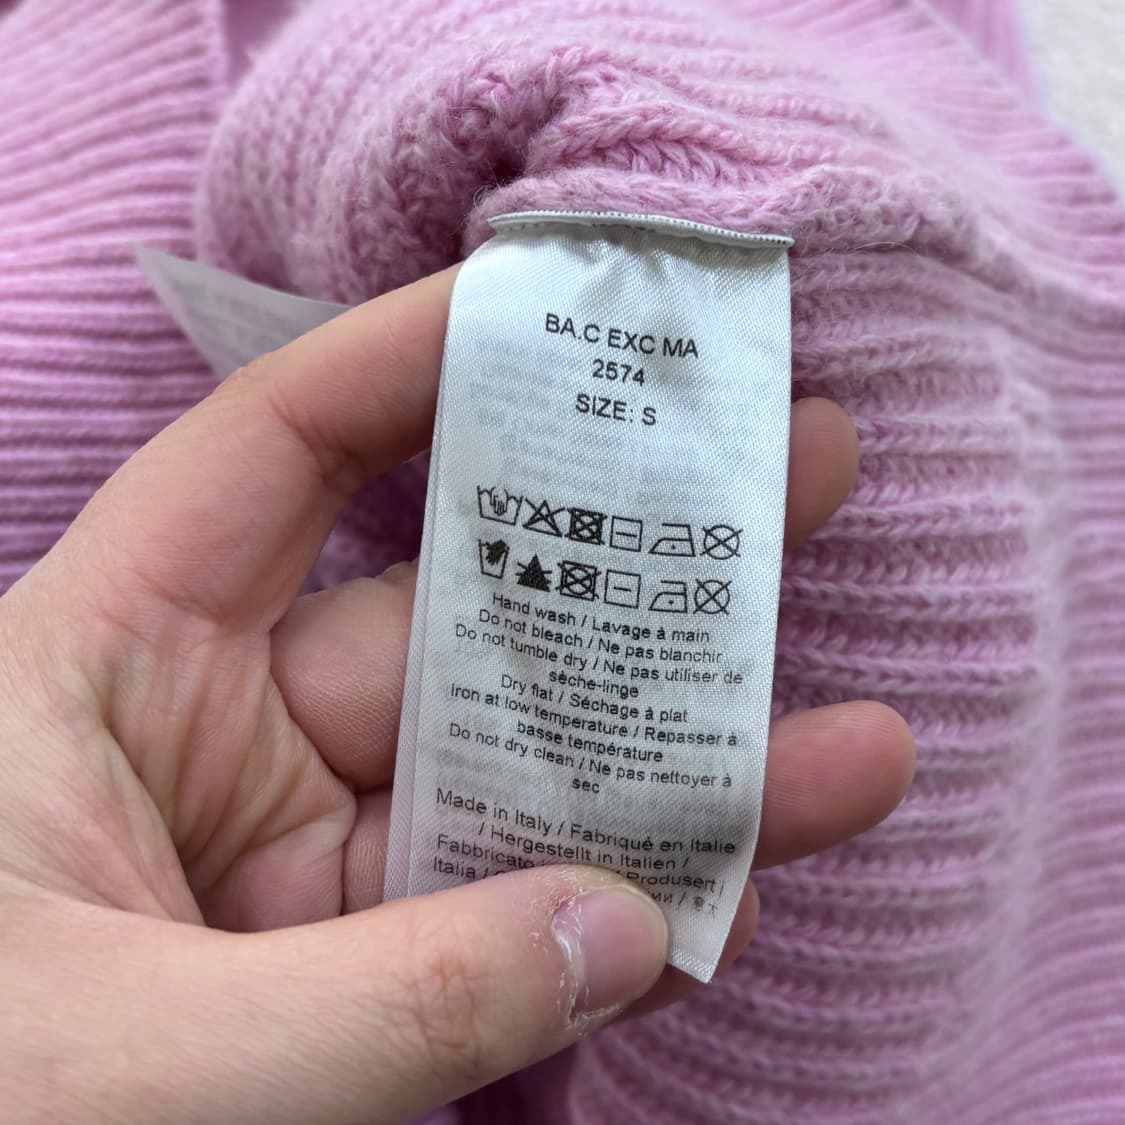 BA.C EXC MA
2574
SIZE: S
Hand wash / Lavage à main
Do not bleach / Ne pas blanchir
Do not tumble dry / Ne pas utiliser de
sèche-linge
Dry flat / Séchage à plat
Iron at low temperature / Repasser à
basse température
Do not dry clean / Ne pas nettoyer à
sec
Made in Italy / Fabriqué en Italie
/ Hergestellt in Italien /
Fabbricato / Produsert i
Italia /